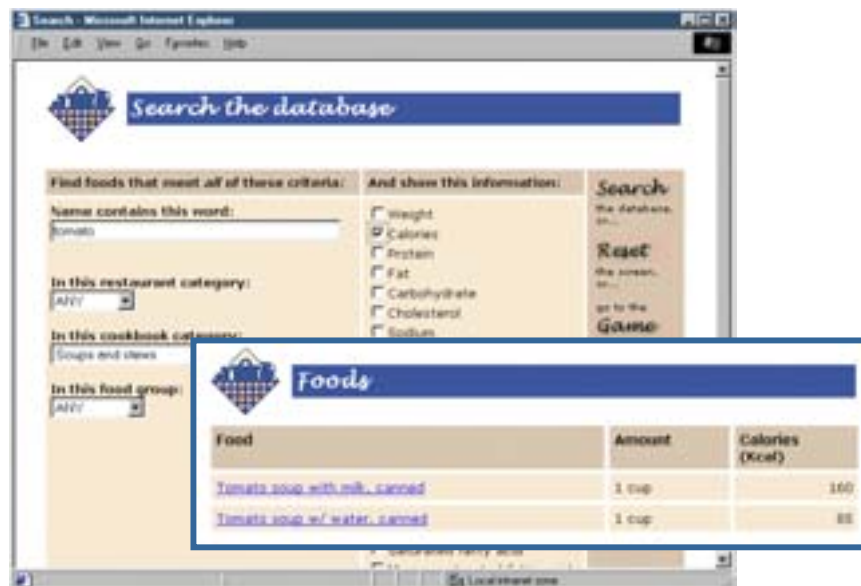 Search - Microsoft Internet Explorer
File Edit View Go Favorites Help
Search the database
Find foods that meet all of these criteria:
Name contains this word:
tomato
In this restaurant category:
ANY
In this cookbook category:
Soups and stews
In this food group:
ANY
And show this information:
Weight
Calories
Protein
Fat
Carbohydrate
Cholesterol
Sodium
Saturated fatty acid
Search
the database,
or...
Reset
the screen,
or...
go to the
Game
Foods
Food Amount Calories (Kcal)
Tomato soup with milk, canned 1 cup 160
Tomato soup w/ water, canned 1 cup 85
Local intranet zone